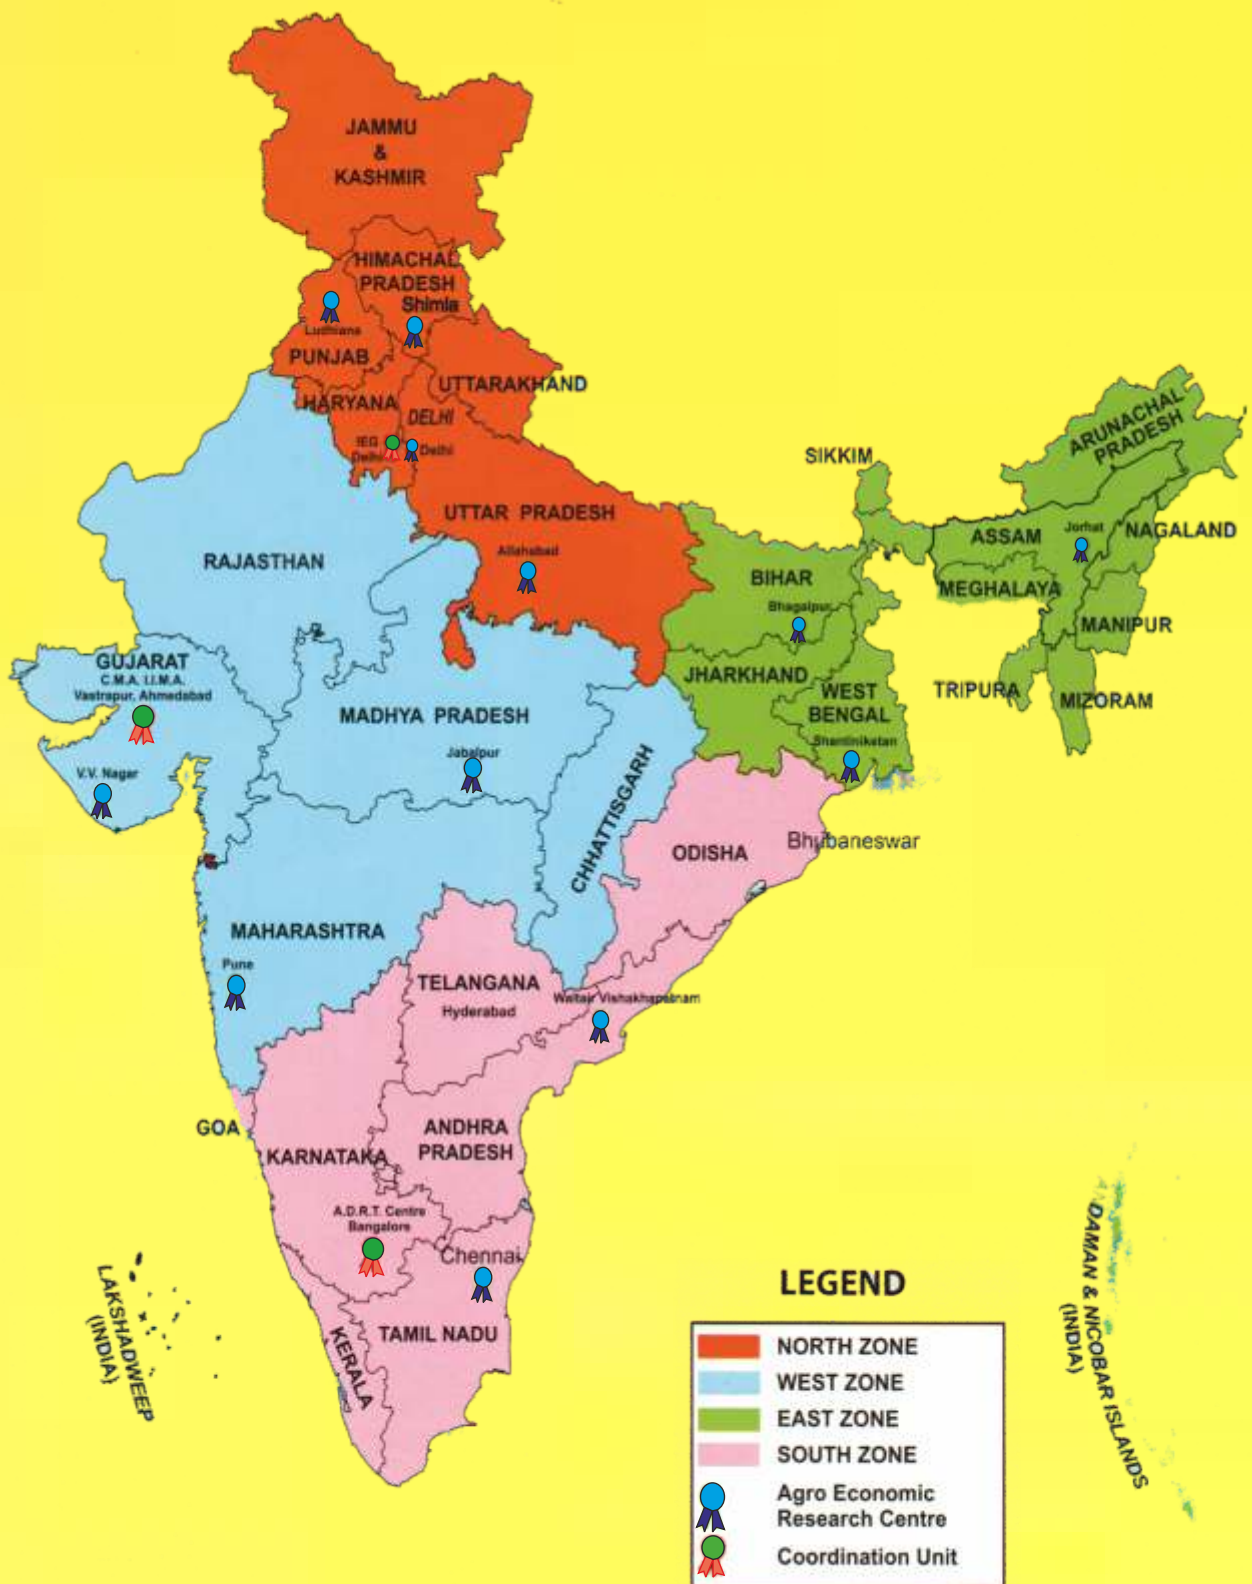 JAMMU
&
KASHMIR
HIMACHAL
PRADESH
Shimla
Ludhiana
PUNJAB
UTTARAKHAND
HARYANA
DELHI
IEG
Delhi
Delhi
SIKKIM
ARUNACHAL
PRADESH
UTTAR PRADESH
Allahabad
ASSAM
Jorhat
NAGALAND
RAJASTHAN
BIHAR
Bhagalpur
MEGHALAYA
MANIPUR
GUJARAT
C.M.A. I.I.M.A.
Vastrapur, Ahmedabad
JHARKHAND
WEST
BENGAL
Shantiniketan
TRIPURA
MIZORAM
MADHYA PRADESH
Jabalpur
V.V. Nagar
CHHATTISGARH
ODISHA
Bhubaneswar
MAHARASHTRA
Pune
TELANGANA
Hyderabad
Waltair Vishakhapatnam
GOA
KARNATAKA
ANDHRA
PRADESH
A.D.R.T. Centre
Bangalore
Chennai
TAMIL NADU
KERALA
LAKSHADWEEP
(INDIA)
DAMAN & NICOBAR ISLANDS
(INDIA)
LEGEND
NORTH ZONE
WEST ZONE
EAST ZONE
SOUTH ZONE
Agro Economic
Research Centre
Coordination Unit